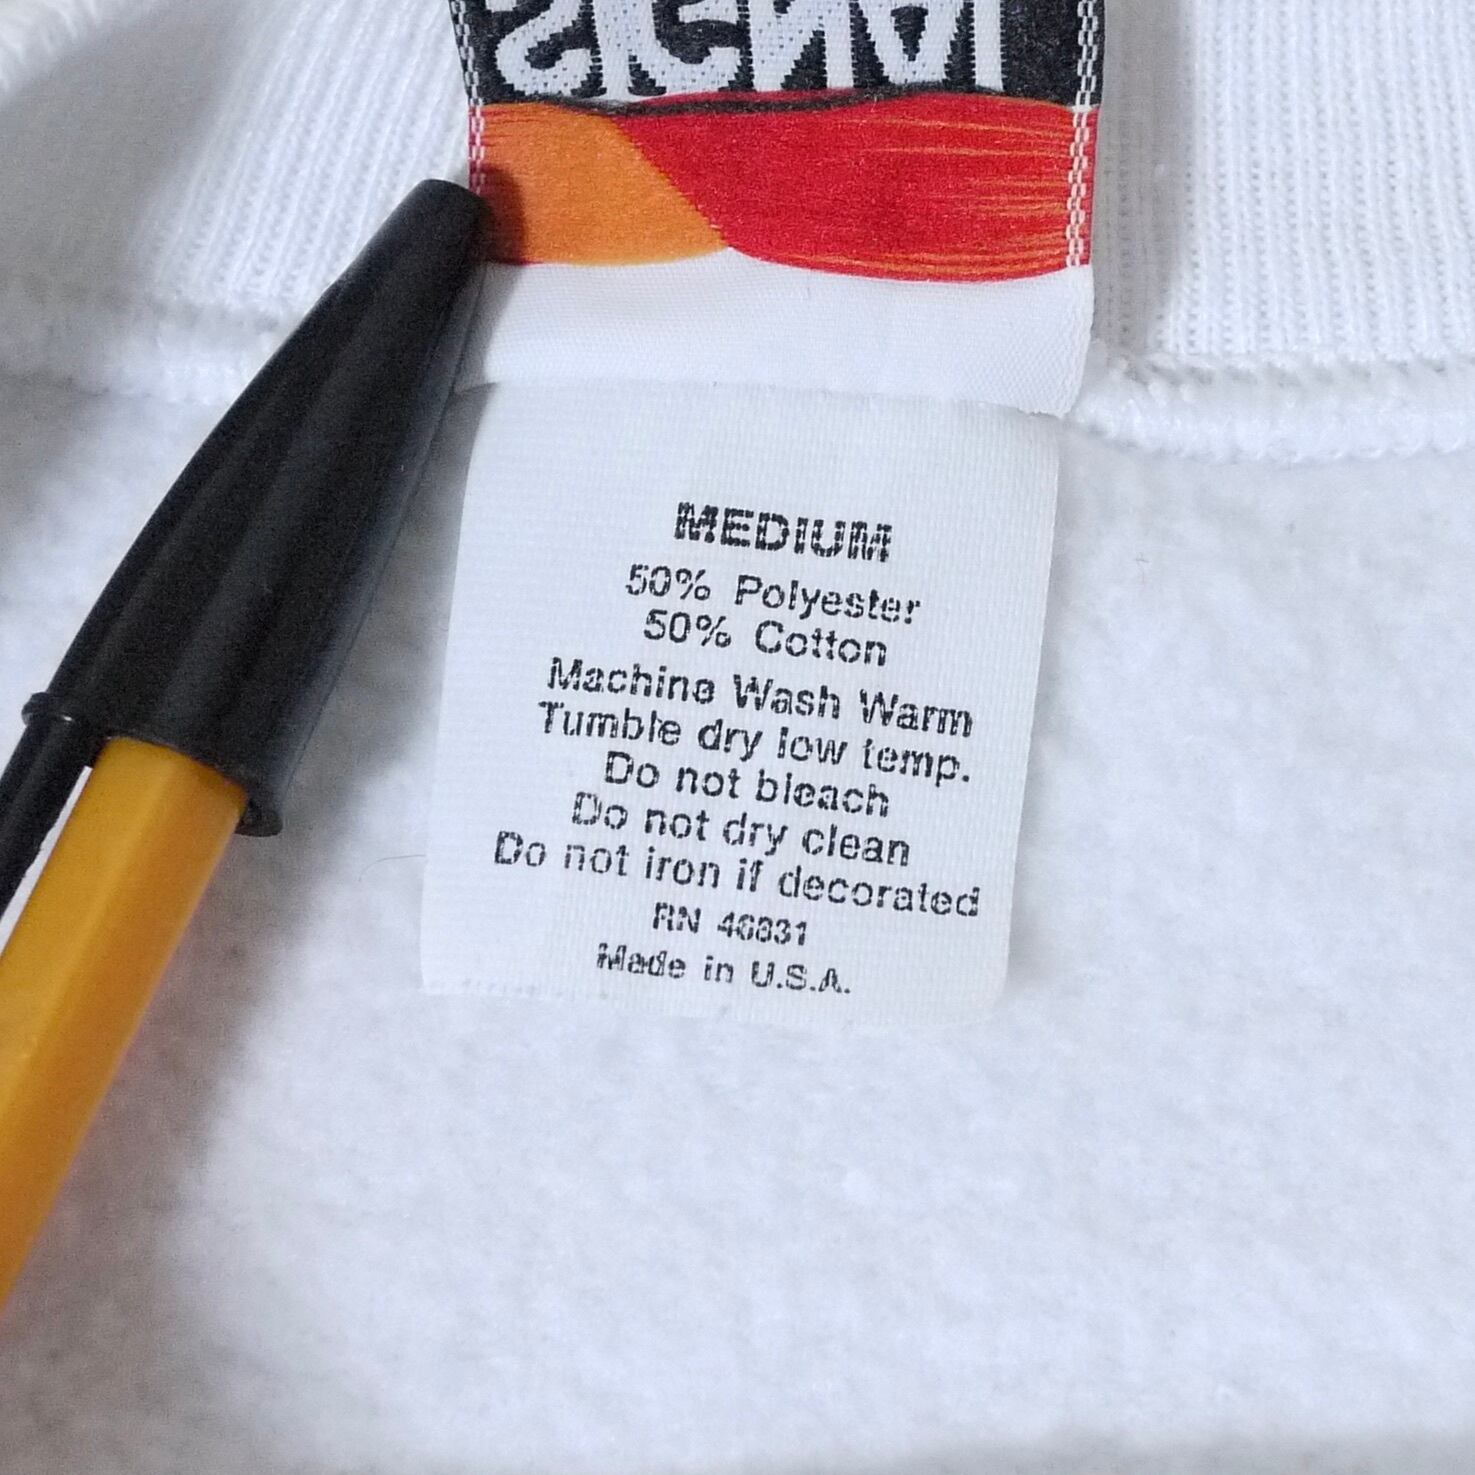 MEDIUM
50% Polyester
50% Cotton
Machine Wash Warm
Tumble dry low temp.
Do not bleach
Do not dry clean
Do not iron if decorated
RN 46831
Made in U.S.A.